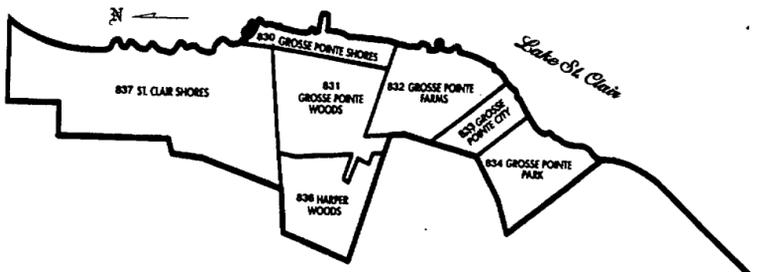 N
830 GROSSE POINTE SHORES
837 ST. CLAIR SHORES
831
GROSSE POINTE
WOODS
832 GROSSE POINTE
FARMS
833 GROSSE
POINTE CITY
834 GROSSE POINTE
PARK
836 HARPER
WOODS
Lake St. Clair